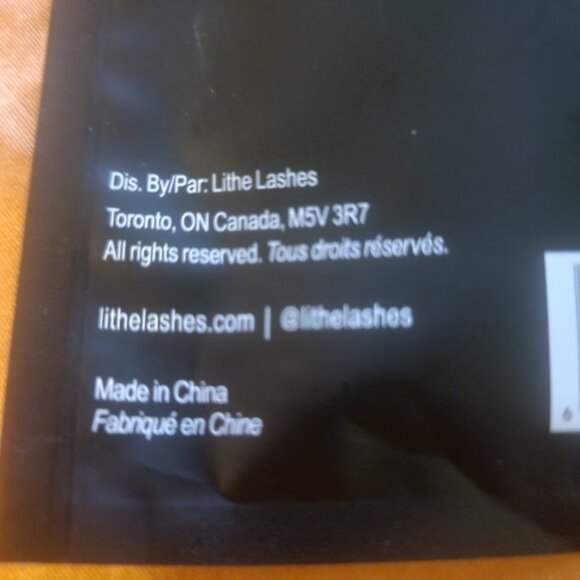 Dis. By/Par: Lithe Lashes
Toronto, ON Canada, M5V 3R7
All rights reserved. Tous droits réservés.
lithelashes.com | @lithelashes
Made in China
Fabriqué en Chine
6